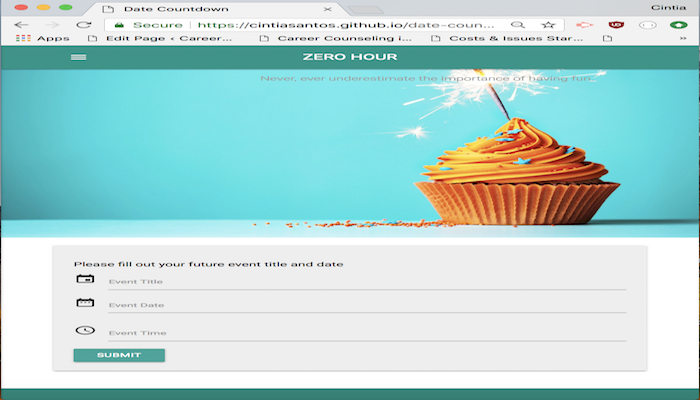 Date Countdown
Cintia
Secure https://cintiasantos.github.io/date-coun...
Apps Edit Page ‹ Career... Career Counseling i... Costs & Issues Star... »
ZERO HOUR
Never, ever underestimate the importance of having fun.
Please fill out your future event title and date
Event Title
Event Date
Event Time
SUBMIT